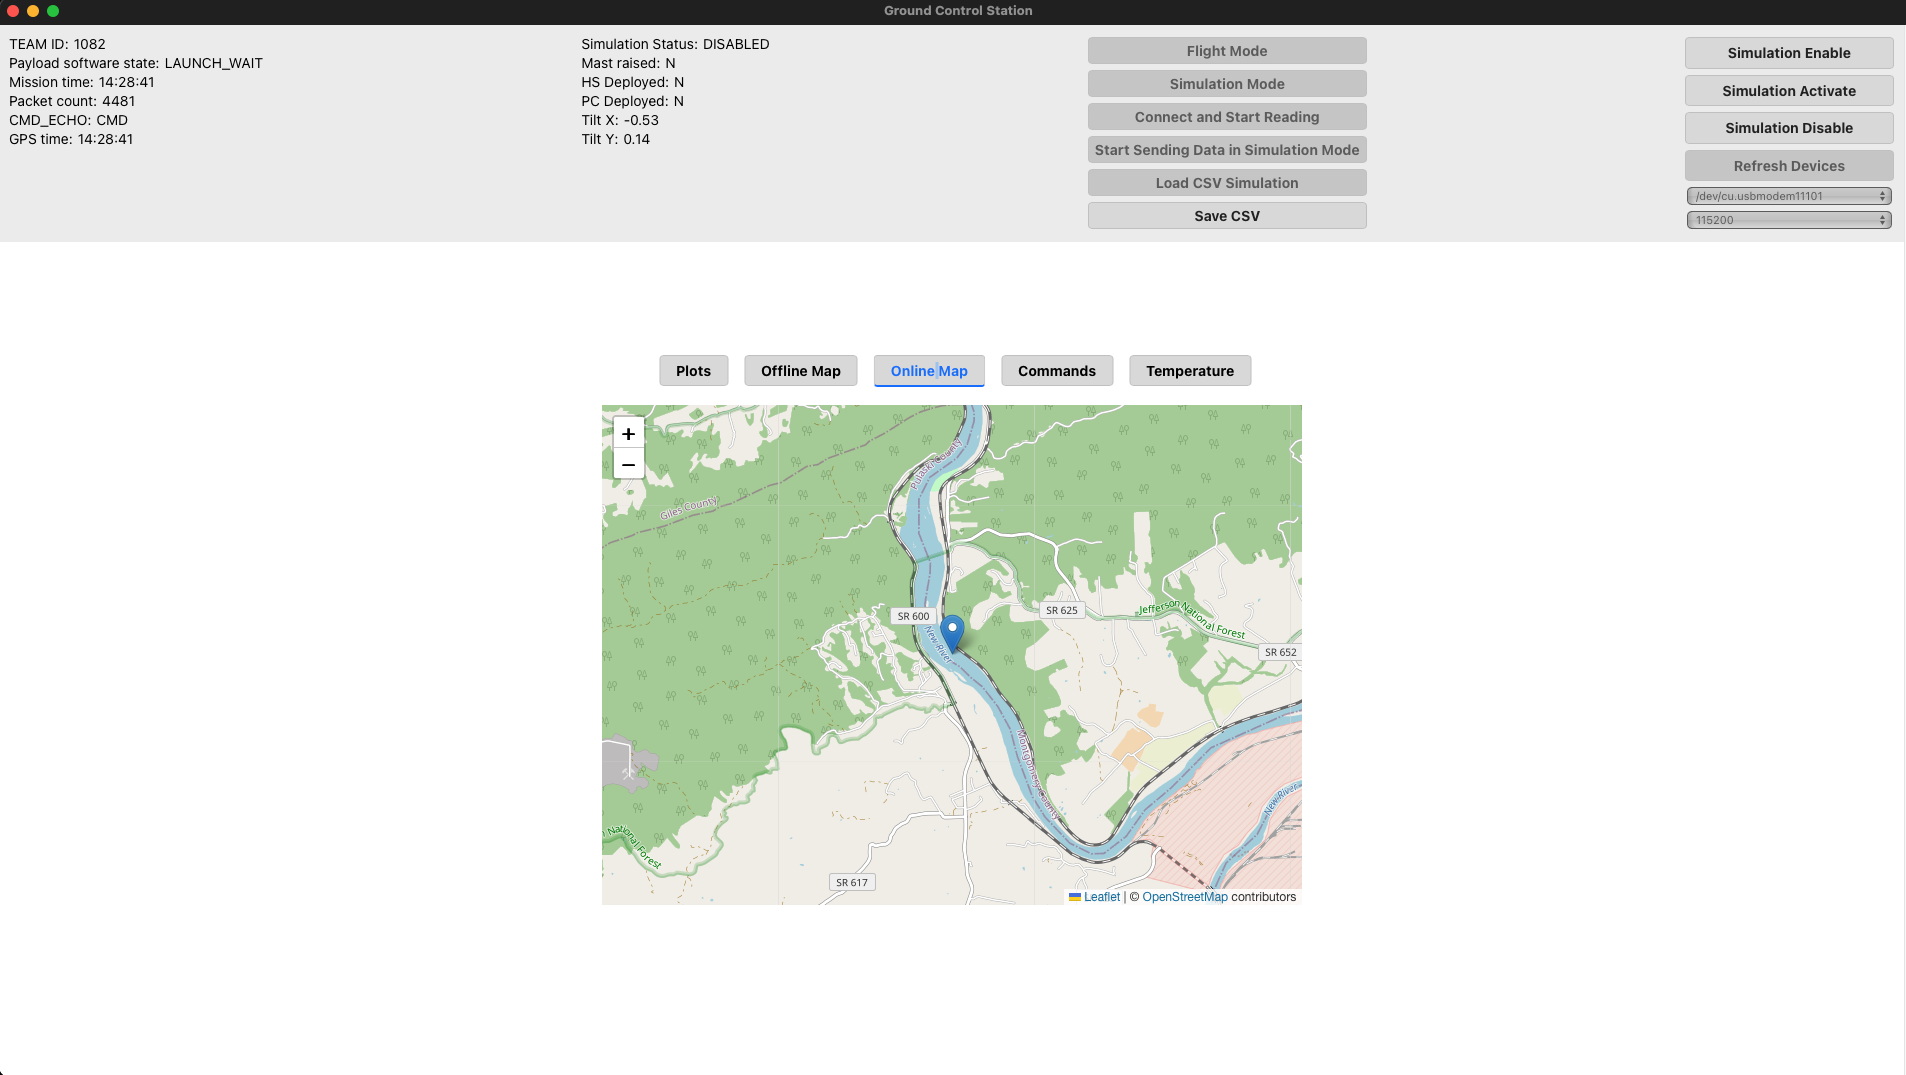 Ground Control Station
TEAM ID: 1082
Payload software state: LAUNCH_WAIT
Mission time: 14:28:41
Packet count: 4481
CMD_ECHO: CMD
GPS time: 14:28:41
Simulation Status: DISABLED
Mast raised: N
HS Deployed: N
PC Deployed: N
Tilt X: -0.53
Tilt Y: 0.14
Flight Mode
Simulation Mode
Connect and Start Reading
Start Sending Data in Simulation Mode
Load CSV Simulation
Save CSV
Simulation Enable
Simulation Activate
Simulation Disable
Refresh Devices
/dev/cu.usbmodem11101
115200
Plots
Offline Map
Online Map
Commands
Temperature
+
−
Pulaski County
Giles County
SR 600
SR 625
Jefferson National Forest
New River
SR 652
Montgomery County
New River
n National Forest
SR 617
Leaflet | © OpenStreetMap contributors